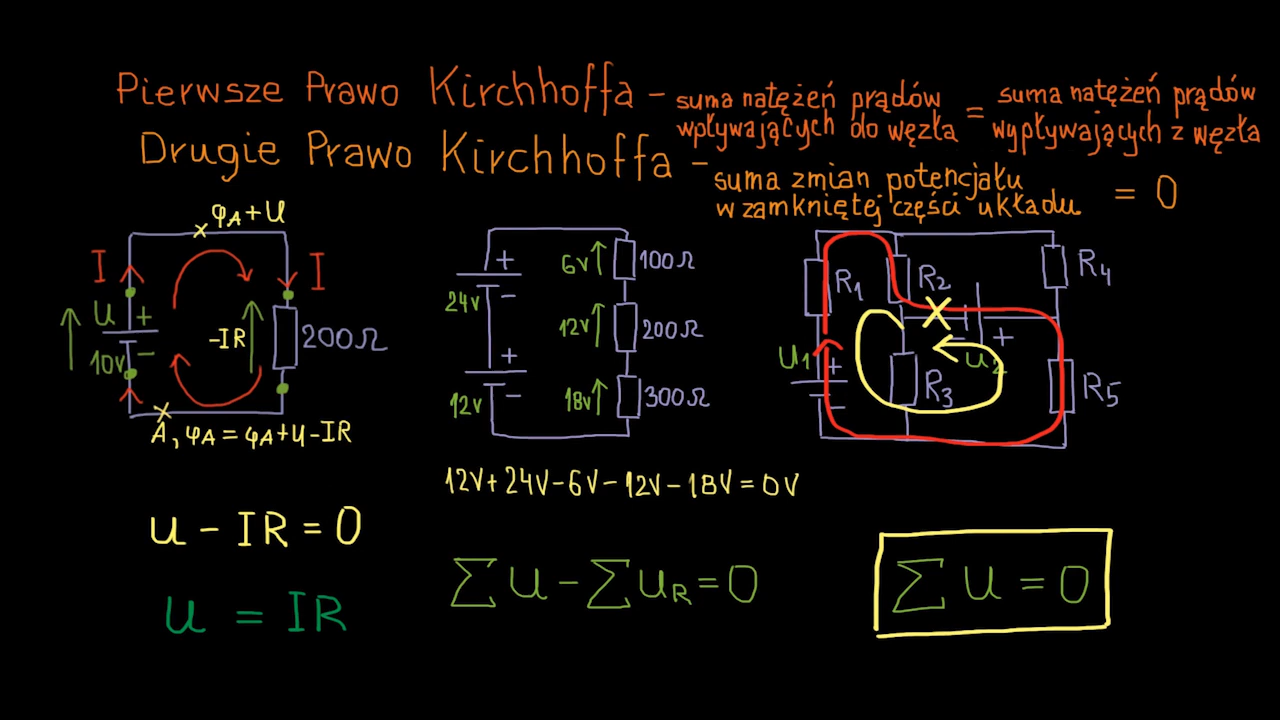 Pierwsze Prawo Kirchhoffa - suma natężeń prądów wpływających do węzła = suma natężeń prądów wypływających z węzła
Drugie Prawo Kirchhoffa - suma zmian potencjału w zamkniętej części układu = 0
φA+U
I
I
U
+
-
10V
-IR
200Ω
A, φA = φA+U-IR
U - IR = 0
U = IR
+
-
24V
+
-
12V
6V
100Ω
12V
200Ω
18V
300Ω
12V+24V-6V-12V-18V=0V
∑U-∑UR=0
R1
R2
R4
U1
+
-
-
+
U2
R3
R5
∑U=0